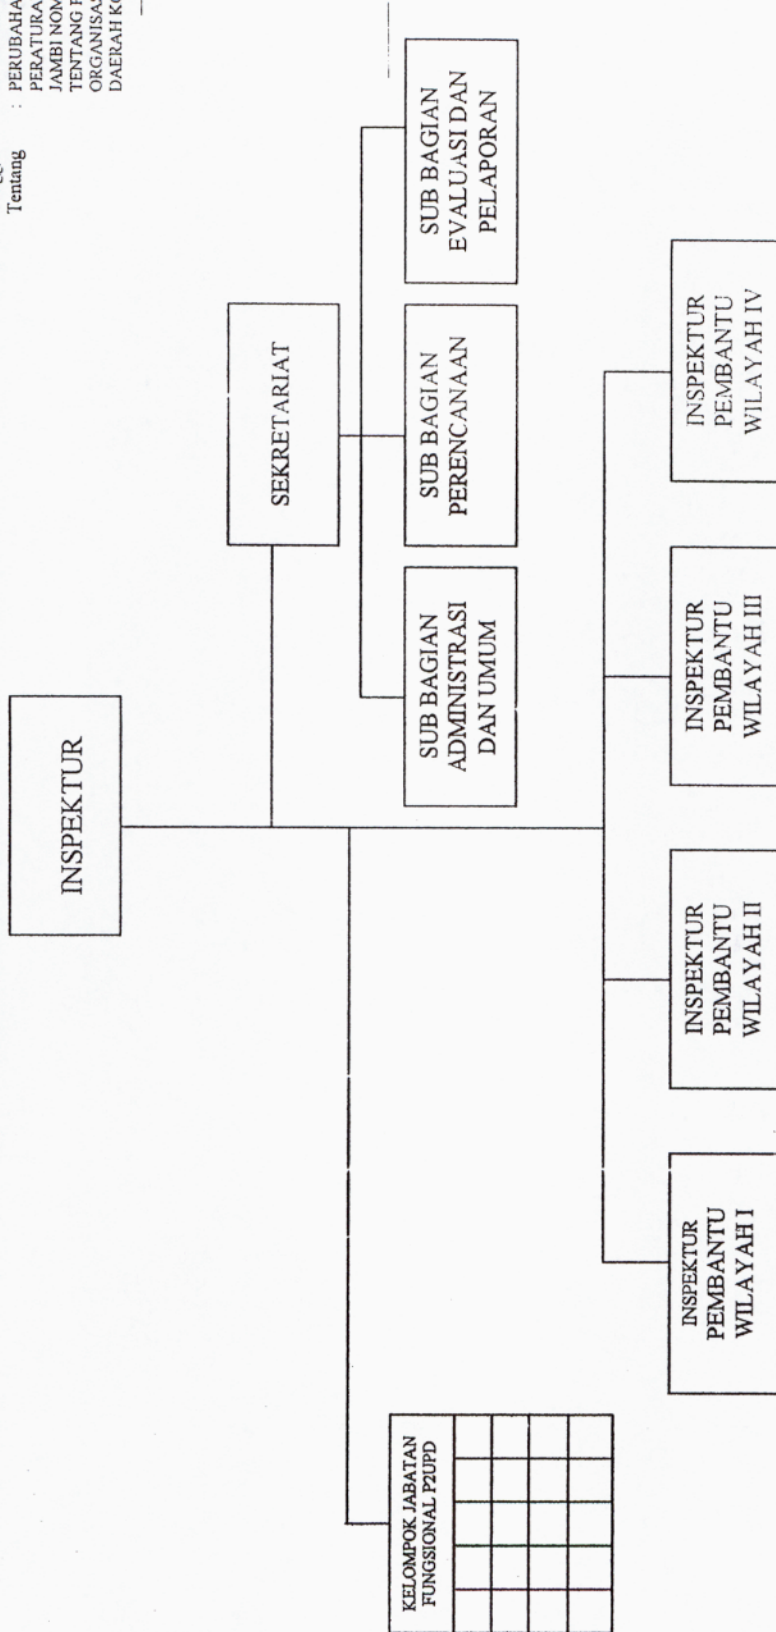 Tentang : PERUBAHA
PERATURA
JAMBI NOM
TENTANG
ORGANISAS
DAERAH
INSPEKTUR
SEKRETARIAT
SUB BAGIAN
ADMINISTRASI
DAN UMUM
SUB BAGIAN
PERENCANAAN
SUB BAGIAN
EVALUASI DAN
PELAPORAN
KELOMPOK JABATAN
FUNGSIONAL P2UPD
INSPEKTUR
PEMBANTU
WILAYAH I
INSPEKTUR
PEMBANTU
WILAYAH II
INSPEKTUR
PEMBANTU
WILAYAH III
INSPEKTUR
PEMBANTU
WILAYAH IV